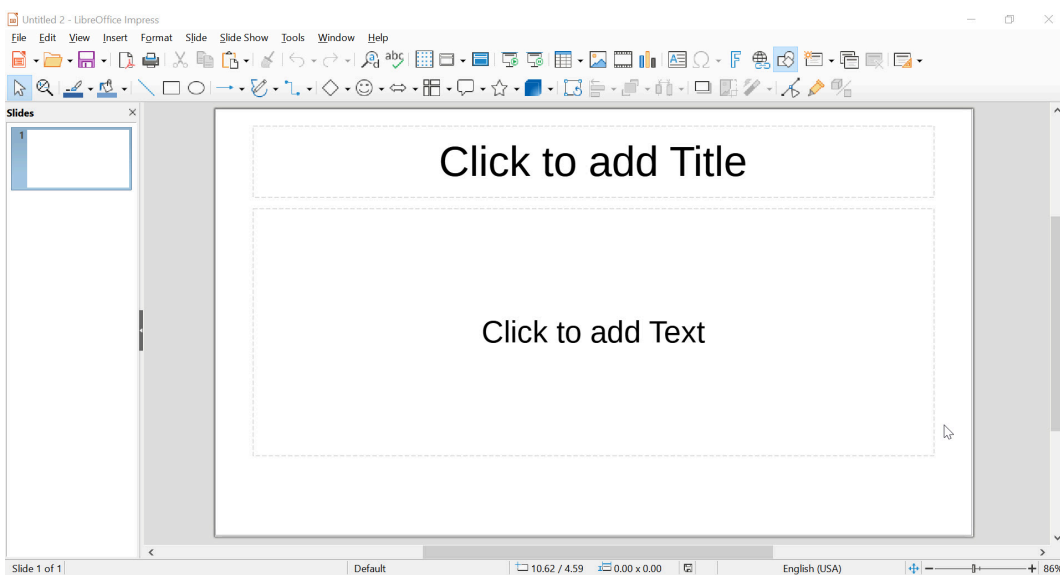 Untitled 2 - LibreOffice Impress
File Edit View Insert Format Slide Slide Show Tools Window Help
Slides
1
Click to add Title
Click to add Text
Slide 1 of 1 Default 10.62 / 4.59 0.00 x 0.00 English (USA) 86%